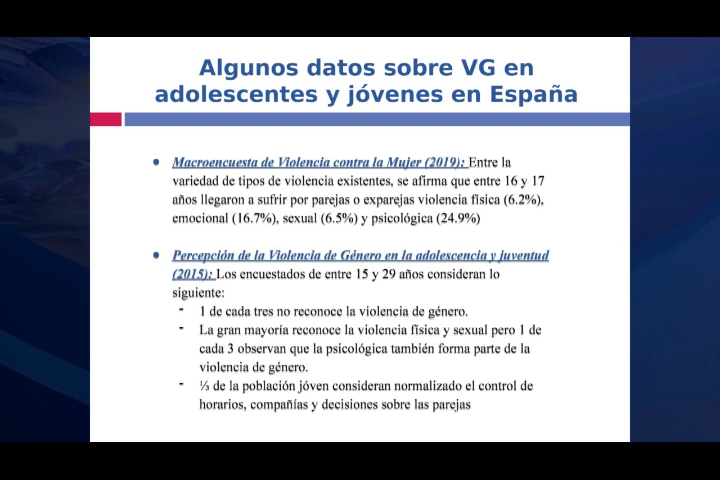 Algunos datos sobre VG en
adolescentes y jóvenes en España
• Macroencuesta de Violencia contra la Mujer (2019): Entre la
variedad de tipos de violencia existentes, se afirma que entre 16 y 17
años llegaron a sufrir por parejas o exparejas violencia física (6.2%),
emocional (16.7%), sexual (6.5%) y psicológica (24.9%)
• Percepción de la Violencia de Género en la adolescencia y juventud
(2015): Los encuestados de entre 15 y 29 años consideran lo
siguiente:
- 1 de cada tres no reconoce la violencia de género.
- La gran mayoría reconoce la violencia física y sexual pero 1 de
cada 3 observan que la psicológica también forma parte de la
violencia de género.
- ⅓ de la población jóven consideran normalizado el control de
horarios, compañías y decisiones sobre las parejas